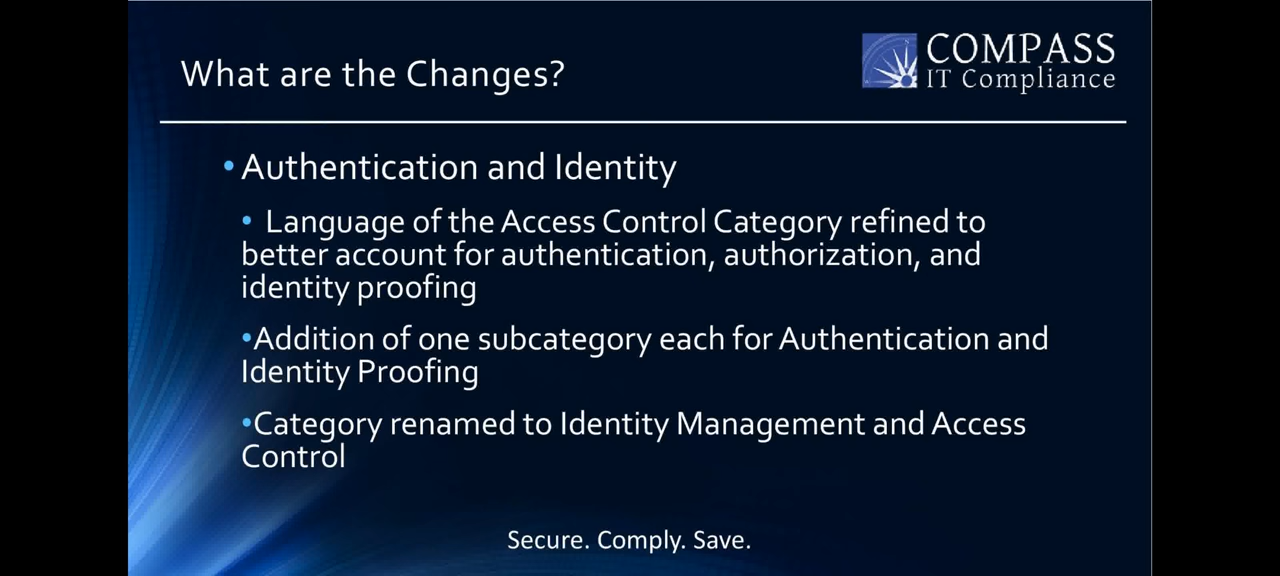 What are the Changes?
COMPASS
IT Compliance
• Authentication and Identity
• Language of the Access Control Category refined to
better account for authentication, authorization, and
identity proofing
•Addition of one subcategory each for Authentication and
Identity Proofing
•Category renamed to Identity Management and Access
Control
Secure. Comply. Save.